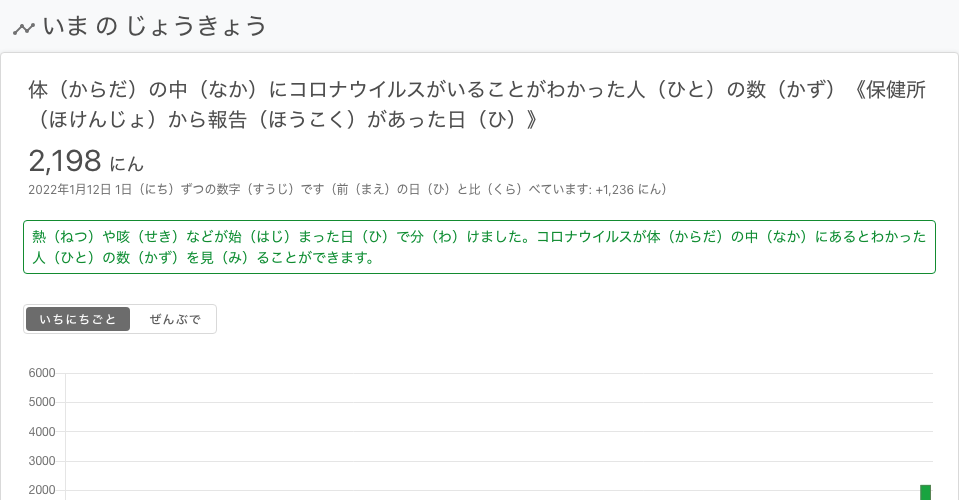 いま の じょうきょう
体（からだ）の中（なか）にコロナウイルスがいることがわかった人（ひと）の数（かず）《保健所
（ほけんじょ）から報告（ほうこく）があった日（ひ）》
2,198 にん
2022年1月12日 1日（にち）ずつの数字（すうじ）です（前（まえ）の日（ひ）と比（くら）べています: +1,236 にん）
熱（ねつ）や咳（せき）などが始（はじ）まった日（ひ）で分（わ）けました。コロナウイルスが体（からだ）の中（なか）にあるとわかった
人（ひと）の数（かず）を見（み）ることができます。
いちにちごと ぜんぶで
6000
5000
4000
3000
2000